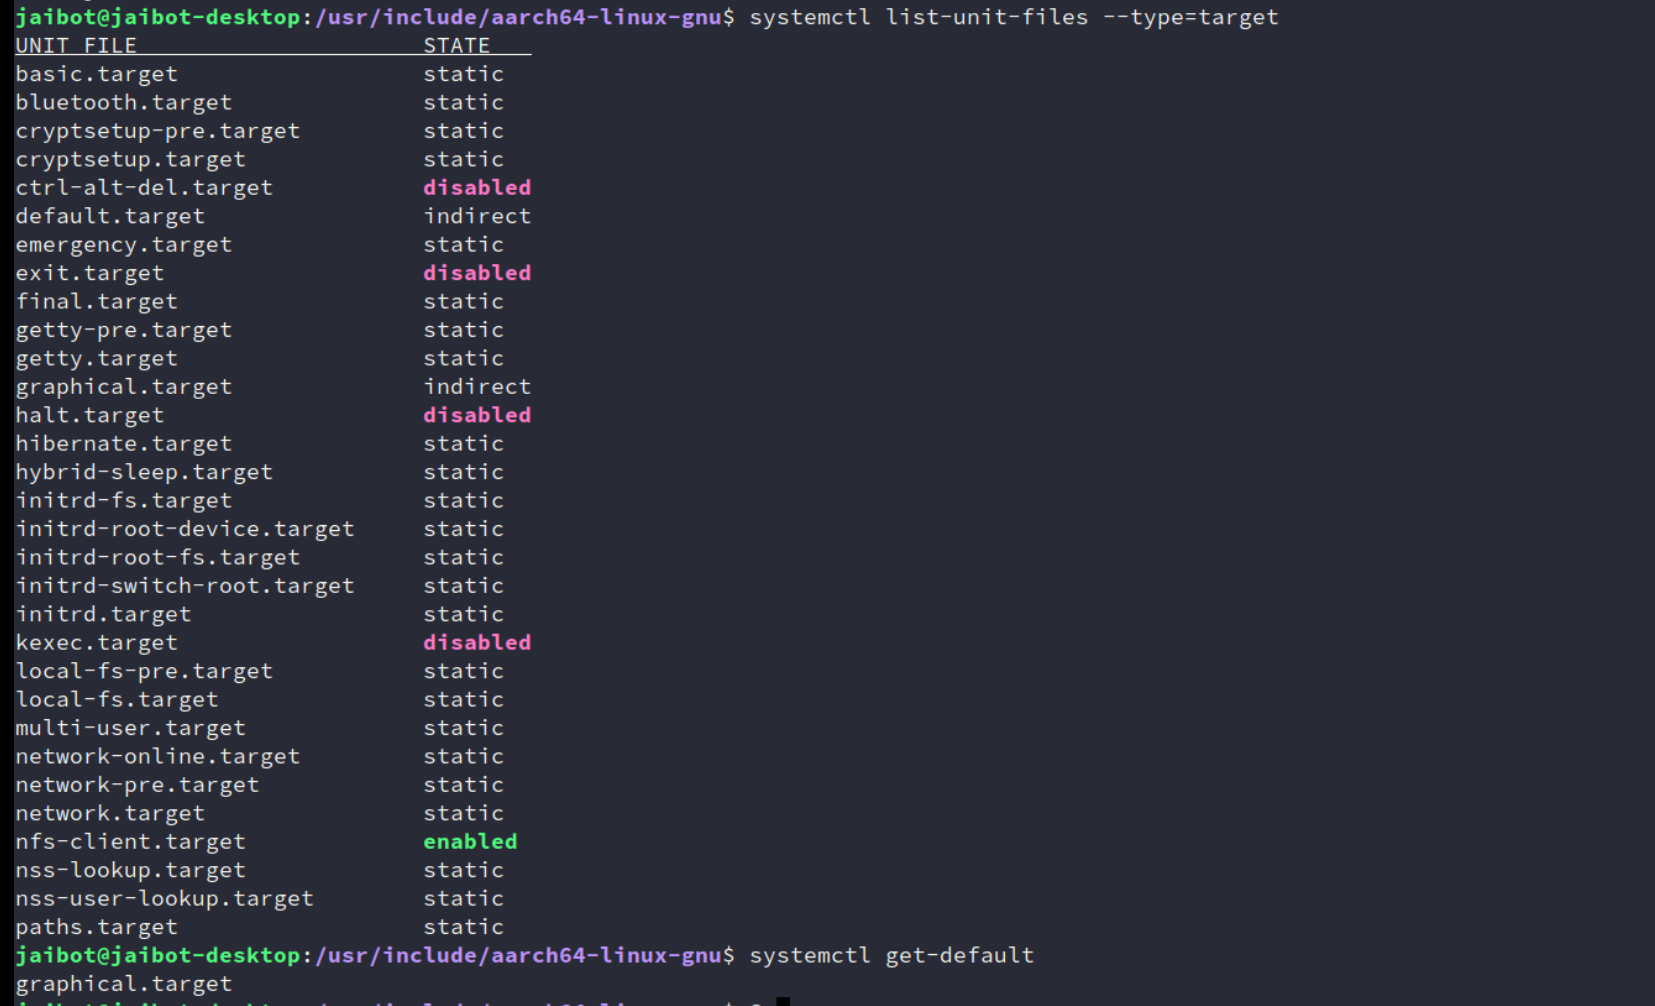 jaibot@jaibot-desktop:/usr/include/aarch64-linux-gnu$ systemctl list-unit-files --type=target
UNIT FILE STATE
basic.target static
bluetooth.target static
cryptsetup-pre.target static
cryptsetup.target static
ctrl-alt-del.target disabled
default.target indirect
emergency.target static
exit.target disabled
final.target static
getty-pre.target static
getty.target static
graphical.target indirect
halt.target disabled
hibernate.target static
hybrid-sleep.target static
initrd-fs.target static
initrd-root-device.target static
initrd-root-fs.target static
initrd-switch-root.target static
initrd.target static
kexec.target disabled
local-fs-pre.target static
local-fs.target static
multi-user.target static
network-online.target static
network-pre.target static
network.target static
nfs-client.target enabled
nss-lookup.target static
nss-user-lookup.target static
paths.target static
jaibot@jaibot-desktop:/usr/include/aarch64-linux-gnu$ systemctl get-default
graphical.target